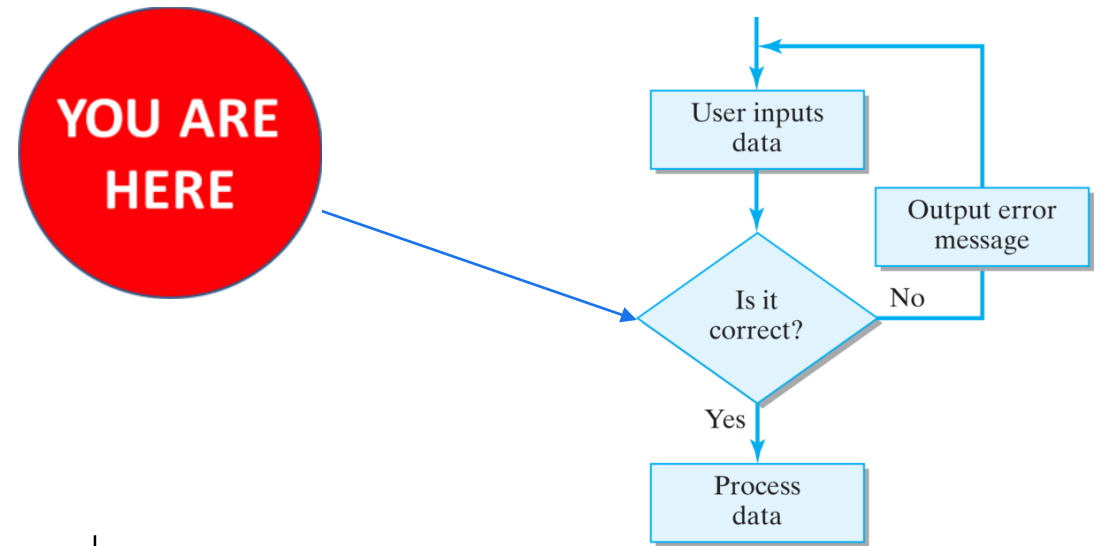 YOU ARE
HERE
User inputs
data
Output error
message
Is it
correct?
No
Yes
Process
data